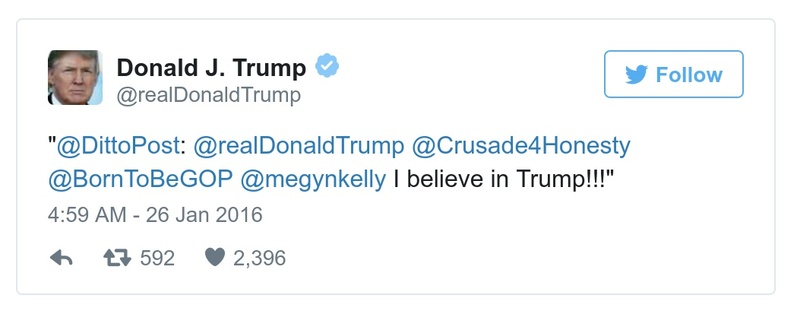 Donald J. Trump
@realDonaldTrump
Follow
"@DittoPost: @realDonaldTrump @Crusade4Honesty
@BornToBeGOP @megynkelly I believe in Trump!!!"
4:59 AM - 26 Jan 2016
592 2,396